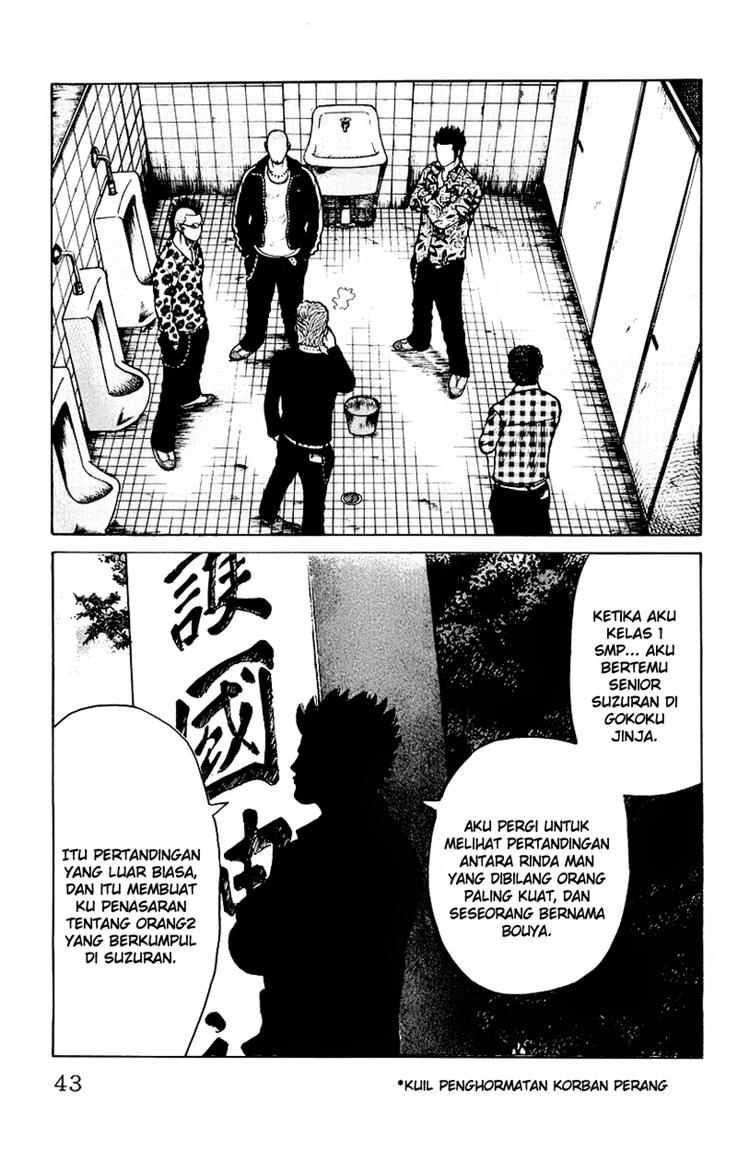 KETIKA AKU
KELAS 1
SMP... AKU
BERTEMU
SENIOR
SUZURAN DI
GOKOKU
JINJA.
AKU PERGI UNTUK
MELIHAT PERTANDINGAN
ANTARA RINDA MAN
YANG DIBILANG ORANG
PALING KUAT, DAN
SESEORANG BERNAMA
BOUYA.
護
國
ITU PERTANDINGAN
YANG LUAR BIASA,
DAN ITU MEMBUAT
KU PENASARAN
TENTANG ORANG2
YANG BERKUMPUL
DI SUZURAN.
43
*KUIL PENGHORMATAN KORBAN PERANG